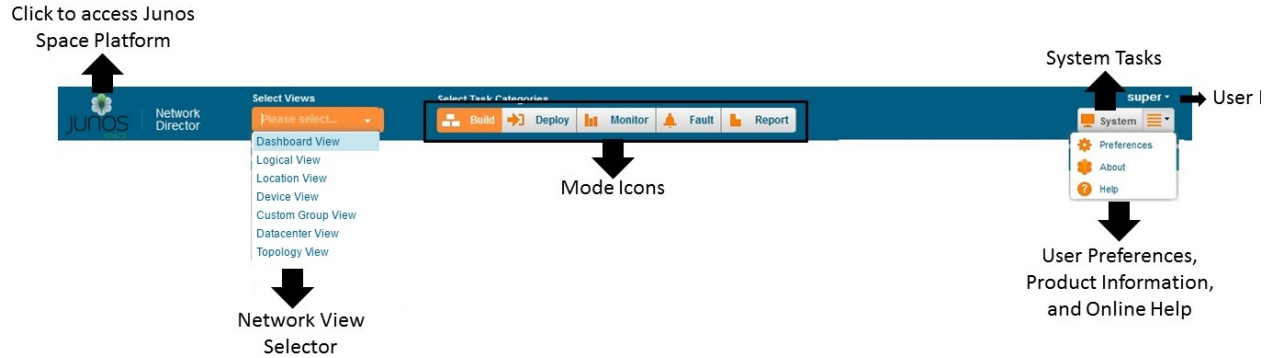 Click to access Junos
Space Platform
System Tasks
Select Views
Select Task Categories
super
User
JUNOS
SPACE
Network
Director
Please select...
Build
Deploy
Monitor
Fault
Report
System
Dashboard View
Logical View
Location View
Device View
Custom Group View
Datacenter View
Topology View
Preferences
About
Help
Mode Icons
Network View
Selector
User Preferences,
Product Information,
and Online Help